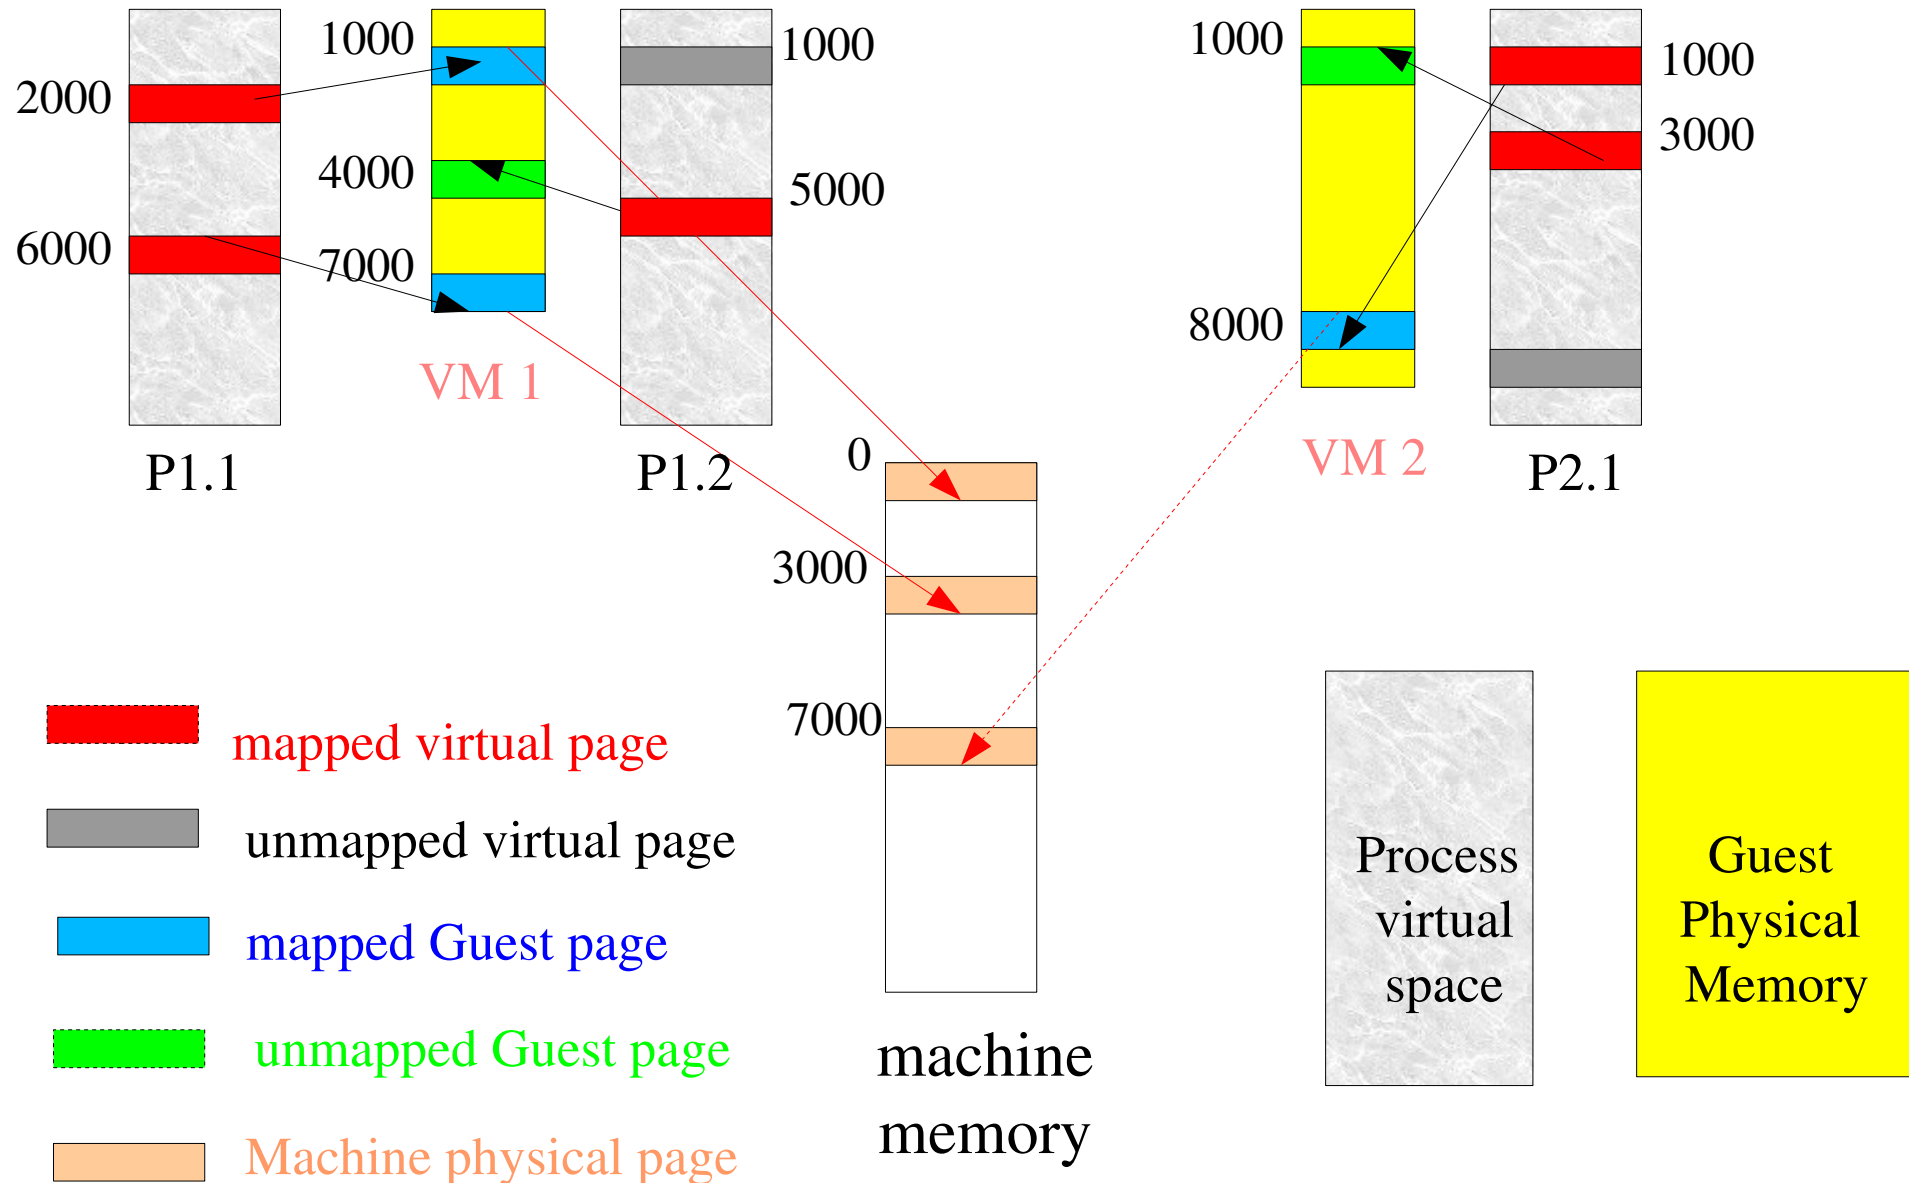 1000
1000
1000
1000
2000
3000
4000
5000
6000
7000
8000
VM 1
VM 2
P1.1
P1.2
P2.1
0
3000
7000
mapped virtual page
unmapped virtual page
mapped Guest page
unmapped Guest page
Machine physical page
machine
memory
Process
virtual
space
Guest
Physical
Memory